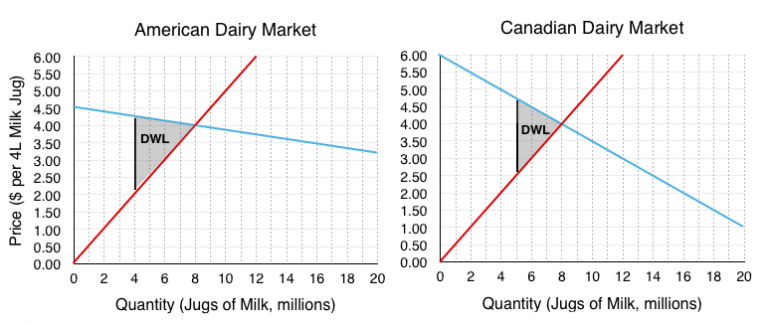 American Dairy Market
Price ($ per 4L Milk Jug)
6.00
5.50
5.00
4.50
4.00
3.50
3.00
2.50
2.00
1.50
1.00
0.50
0.00
DWL
0 2 4 6 8 10 12 14 16 18 20
Quantity (Jugs of Milk, millions)
Canadian Dairy Market
6.00
5.50
5.00
4.50
4.00
3.50
3.00
2.50
2.00
1.50
1.00
0.50
0.00
DWL
0 2 4 6 8 10 12 14 16 18 20
Quantity (Jugs of Milk, millions)